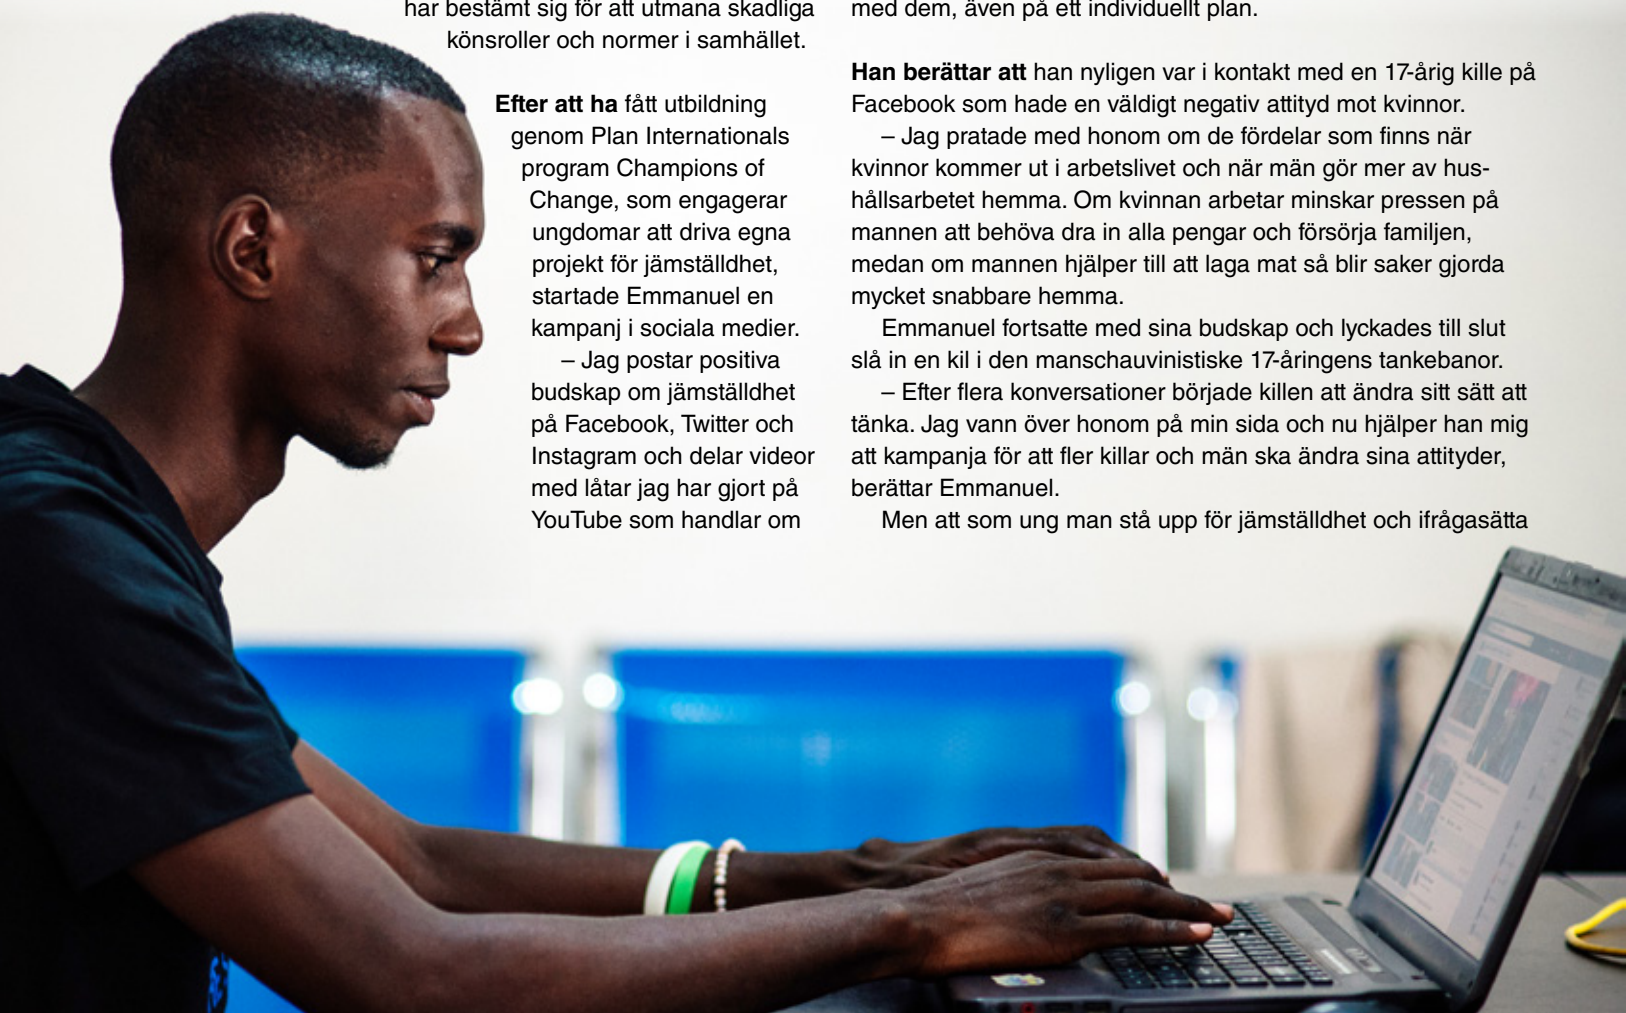 har bestämt sig för att utmana skadliga
könsroller och normer i samhället.
Efter att ha fått utbildning
genom Plan Internationals
program Champions of
Change, som engagerar
ungdomar att driva egna
projekt för jämställdhet,
startade Emmanuel en
kampanj i sociala medier.
– Jag postar positiva
budskap om jämställdhet
på Facebook, Twitter och
Instagram och delar videor
med låtar jag har gjort på
YouTube som handlar om
med dem, även på ett individuellt plan.
Han berättar att han nyligen var i kontakt med en 17-årig kille på
Facebook som hade en väldigt negativ attityd mot kvinnor.
– Jag pratade med honom om de fördelar som finns när
kvinnor kommer ut i arbetslivet och när män gör mer av hus-
hållsarbetet hemma. Om kvinnan arbetar minskar pressen på
mannen att behöva dra in alla pengar och försörja familjen,
medan om mannen hjälper till att laga mat så blir saker gjorda
mycket snabbare hemma.
Emmanuel fortsatte med sina budskap och lyckades till slut
slå in en kil i den manschauvinistiske 17-åringens tankebanor.
– Efter flera konversationer började killen att ändra sitt sätt att
tänka. Jag vann över honom på min sida och nu hjälper han mig
att kampanja för att fler killar och män ska ändra sina attityder,
berättar Emmanuel.
Men att som ung man stå upp för jämställdhet och ifrågasätta